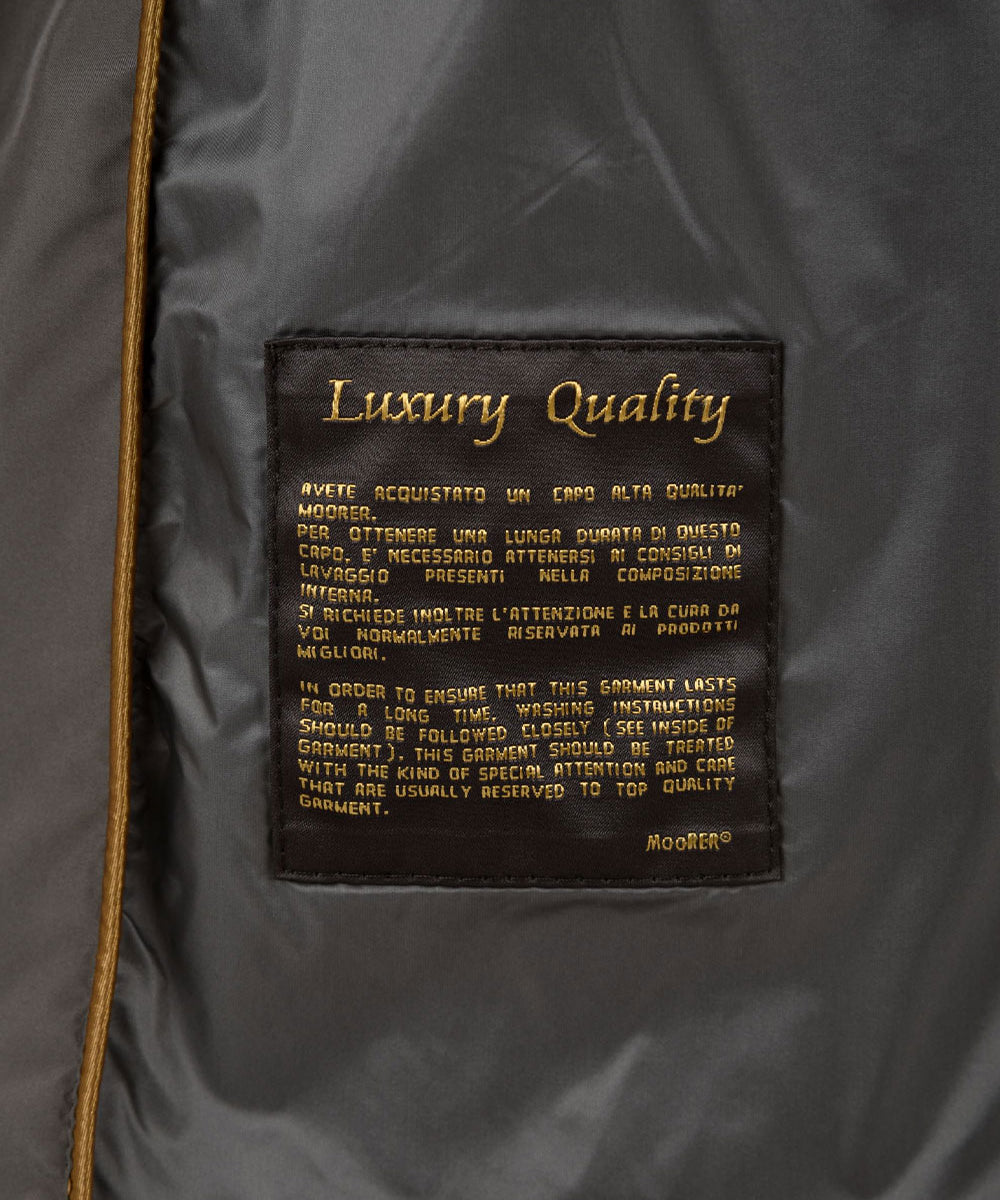 Luxury Quality
AVETE ACQUISTATO UN CAPO ALTA QUALITA'
MOORER.
PER OTTENERE UNA LUNGA DURATA DI QUESTO
CAPO, E' NECESSARIO ATTENERSI AI CONSIGLI DI
LAVAGGIO PRESENTI NELLA COMPOSIZIONE
INTERNA.
SI RICHIEDE INOLTRE L'ATTENZIONE E LA CURA DA
VOI NORMALMENTE RISERVATA AI PRODOTTI
MIGLIORI.
IN ORDER TO ENSURE THAT THIS GARMENT LASTS
FOR A LONG TIME, WASHING INSTRUCTIONS
SHOULD BE FOLLOWED CLOSELY (SEE INSIDE OF
GARMENT). THIS GARMENT SHOULD BE TREATED
WITH THE KIND OF SPECIAL ATTENTION AND CARE
THAT ARE USUALLY RESERVED TO TOP QUALITY
GARMENT.
MOORER®